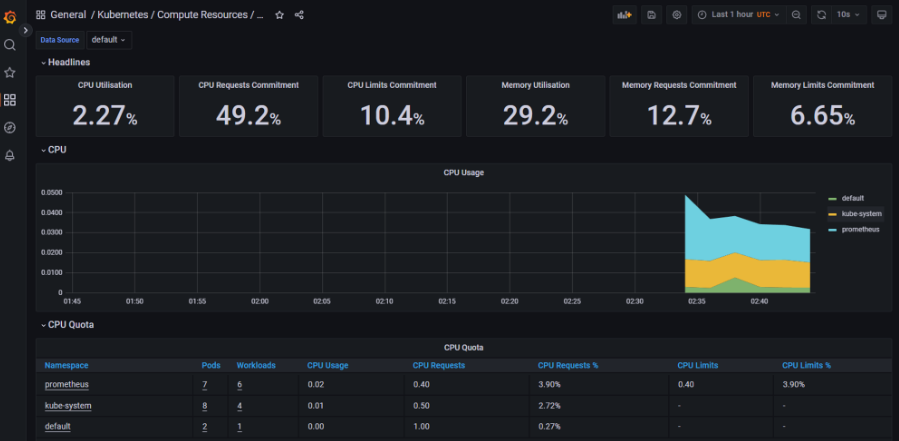 General / Kubernetes / Compute Resources / ...
Last 1 hour UTC
10s
Data Source default
Headlines
CPU Utilisation
2.27%
CPU Requests Commitment
49.2%
CPU Limits Commitment
10.4%
Memory Utilisation
29.2%
Memory Requests Commitment
12.7%
Memory Limits Commitment
6.65%
CPU
CPU Usage
0.0500
0.0400
0.0300
0.0200
0.0100
0
01:45 01:50 01:55 02:00 02:05 02:10 02:15 02:20 02:25 02:30 02:35 02:40
default
kube-system
prometheus
CPU Quota
CPU Quota
Namespace Pods Workloads CPU Usage CPU Requests CPU Requests % CPU Limits CPU Limits %
prometheus 7 6 0.02 0.40 3.90% 0.40 3.90%
kube-system 8 4 0.01 0.50 2.72% - -
default 2 1 0.00 1.00 0.27% - -